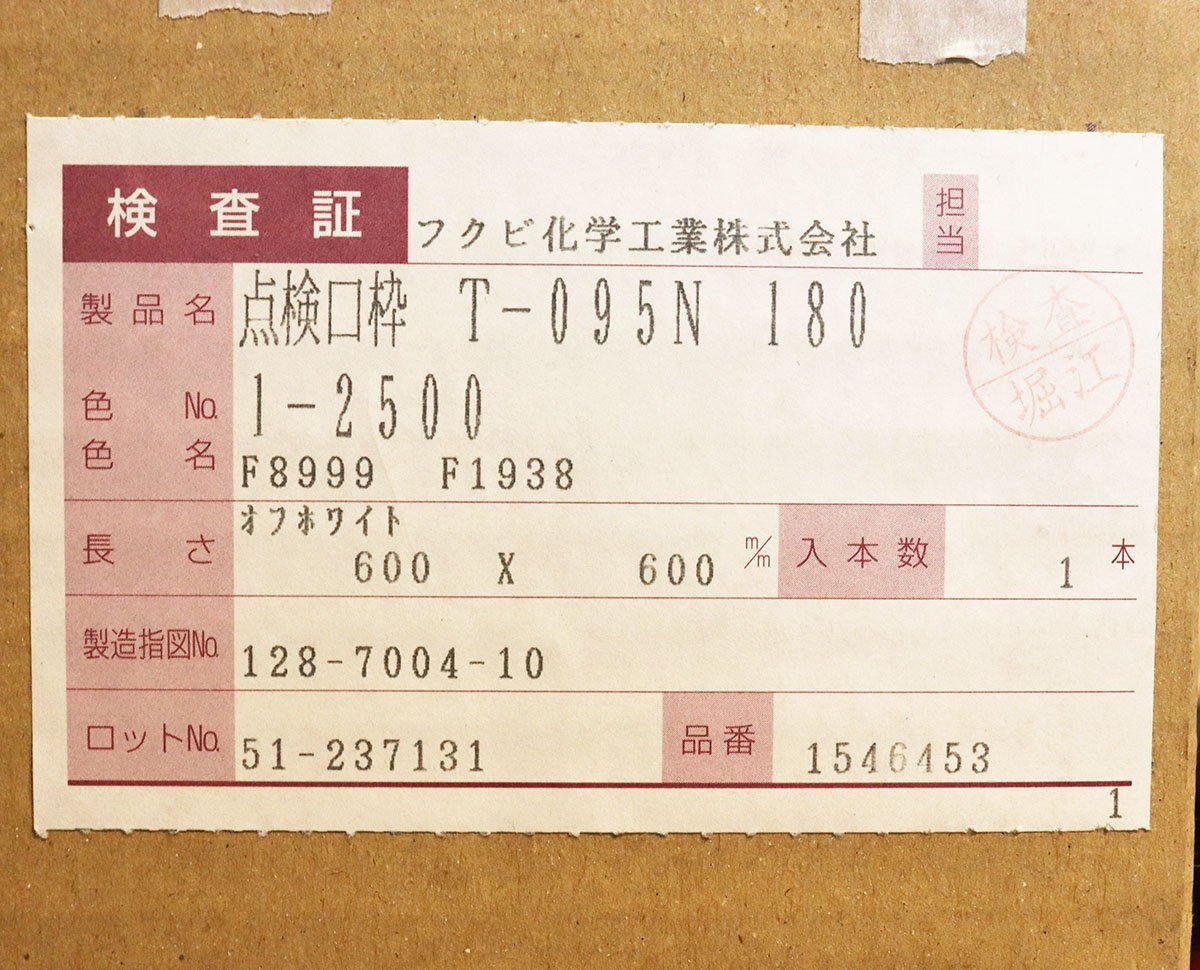 検査証 フクビ化学工業株式会社 担当
製品名 点検口枠 T-095N 180
検査
堀江
色No. 1-2500
色名 F8999 F1938
オフホワイト
長さ 600 X 600 m/m 入本数 1 本
製造指図No. 128-7004-10
ロットNo. 51-237131 品番 1546453
1